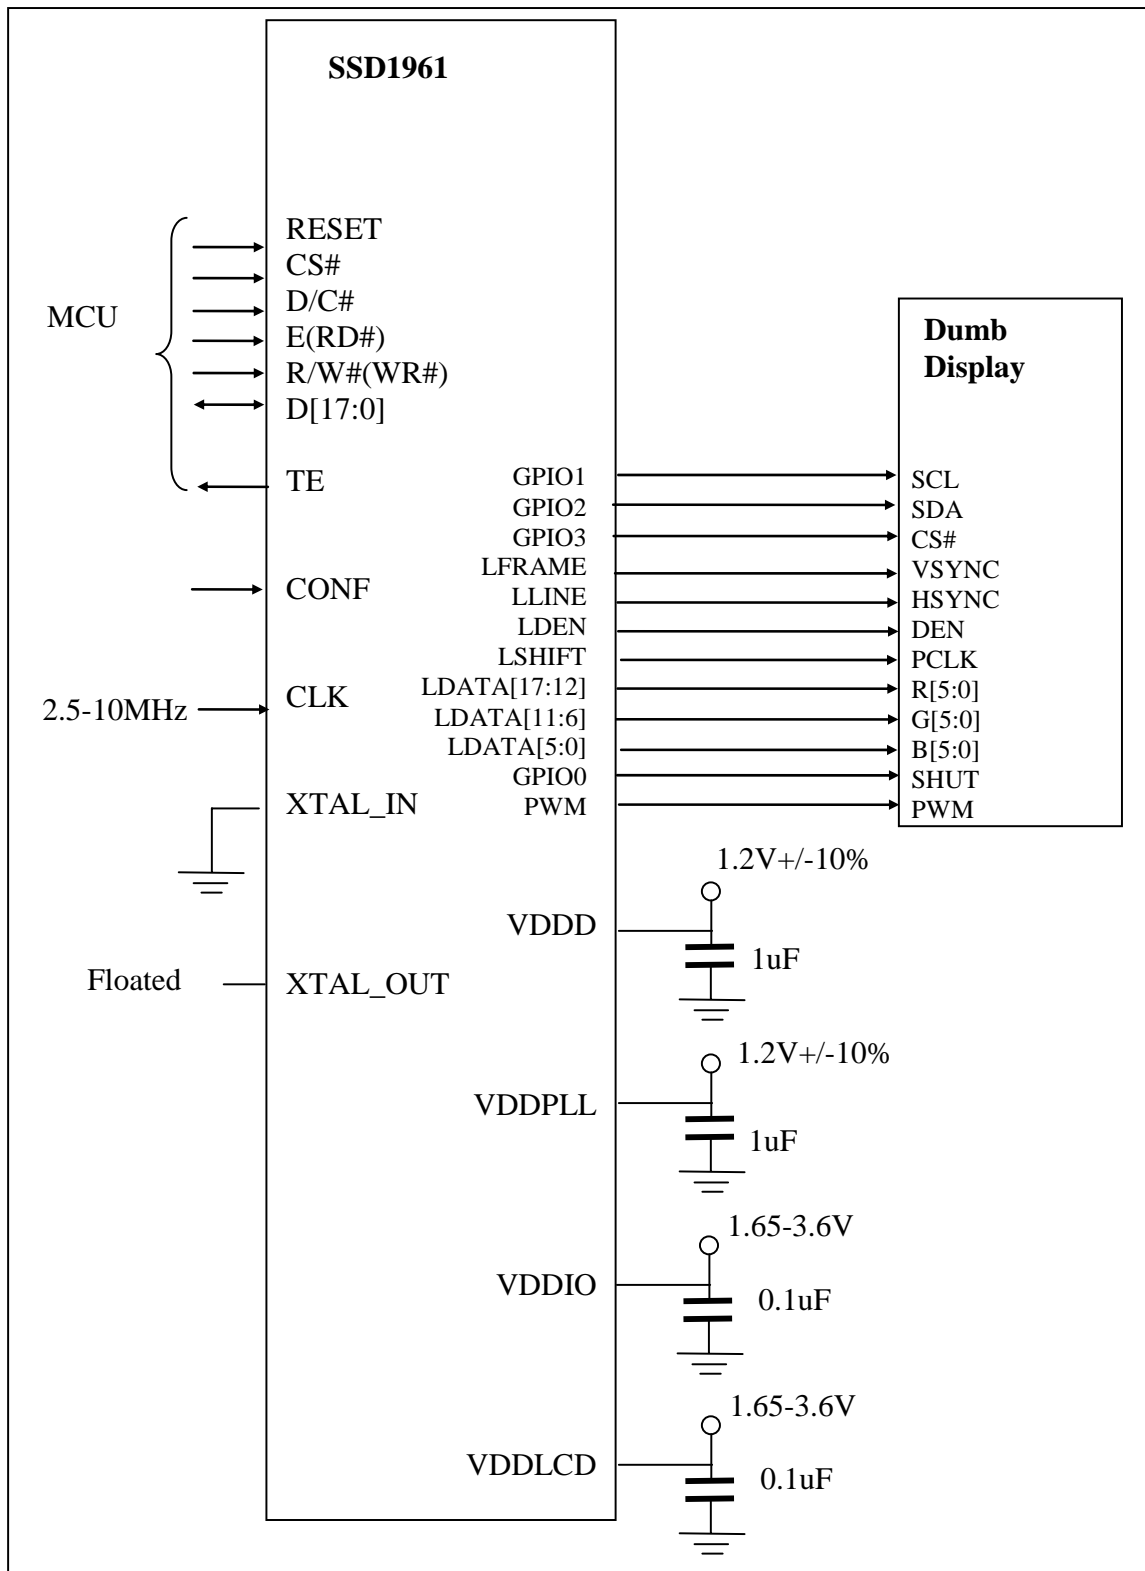 SSD1961
MCU
RESET
CS#
D/C#
E(RD#)
R/W#(WR#)
D[17:0]
TE
CONF
2.5-10MHz
CLK
XTAL_IN
Floated
XTAL_OUT
GPIO1
GPIO2
GPIO3
LFRAME
LLINE
LDEN
LSHIFT
LDATA[17:12]
LDATA[11:6]
LDATA[5:0]
GPIO0
PWM
Dumb
Display
SCL
SDA
CS#
VSYNC
HSYNC
DEN
PCLK
R[5:0]
G[5:0]
B[5:0]
SHUT
PWM
1.2V+/-10%
VDDD
1uF
1.2V+/-10%
VDDPLL
1uF
1.65-3.6V
VDDIO
0.1uF
1.65-3.6V
VDDLCD
0.1uF